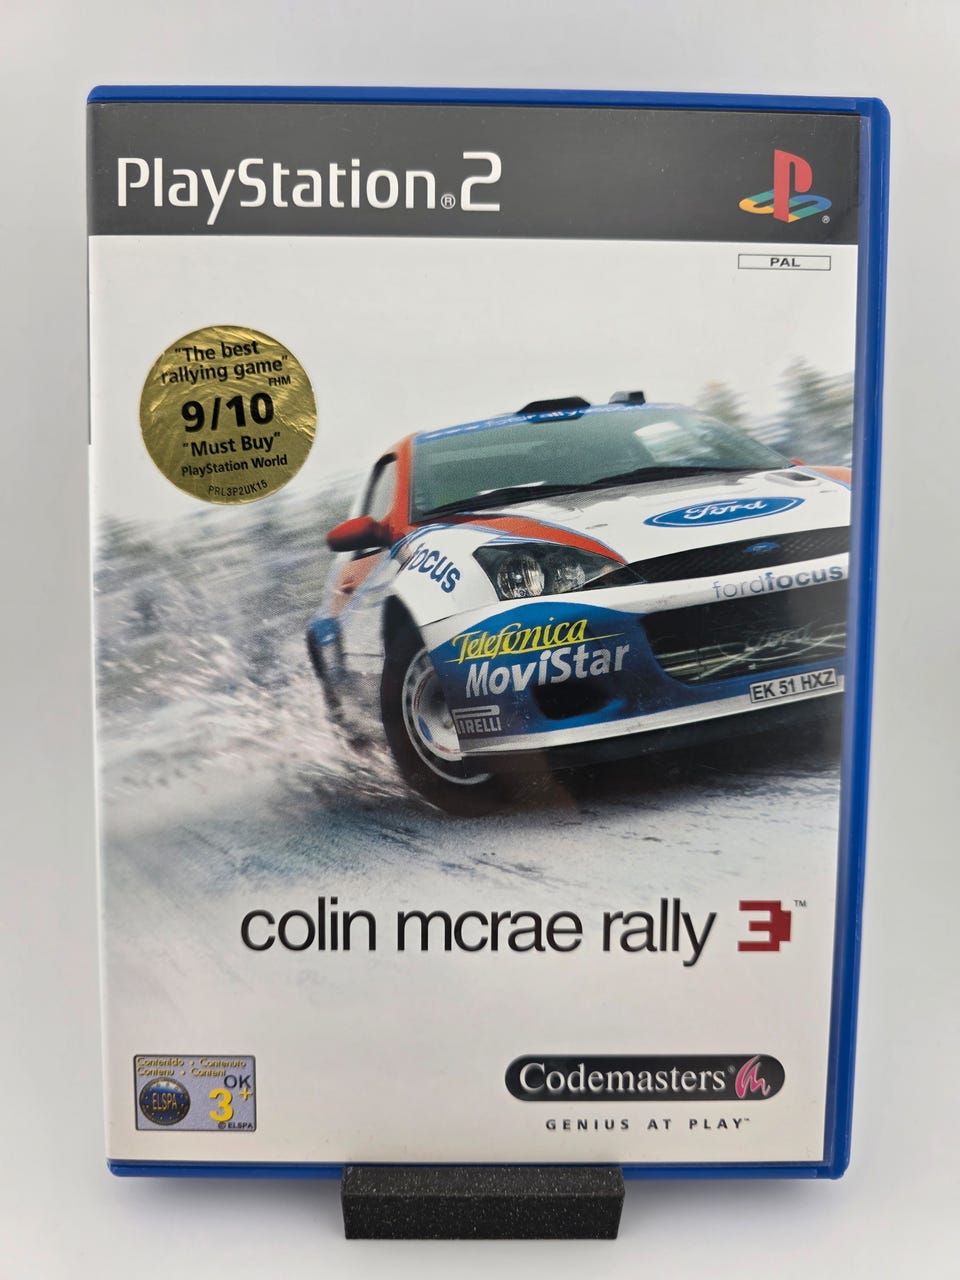 PlayStation®2
®
PAL
"The best
rallying game"
FHM
9/10
"Must Buy"
PlayStation World
PRL3P2UK15
Ford
focus
fordfocus
Telefónica
MoviStar
EK 51 HXZ
PIRELLI
colin mcrae rally 3™
Contenido • Contenuto
Contenu • Content
OK
ELSPA
3+
© ELSPA
Codemasters®
GENIUS AT PLAY™